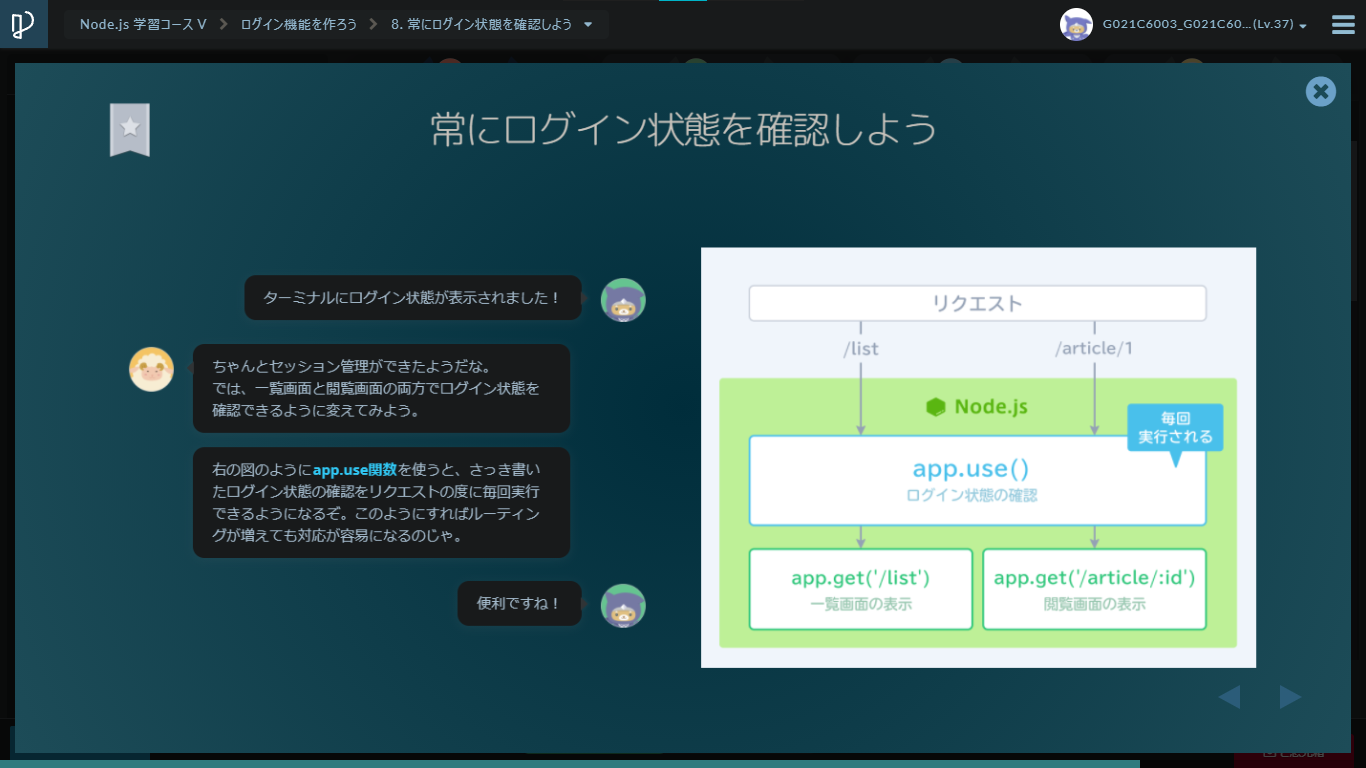 Node.js 学習コース V
ログイン機能を作ろう
8. 常にログイン状態を確認しよう
G021C6003_G021C60...(Lv.37)
常にログイン状態を確認しよう
ターミナルにログイン状態が表示されました！
ちゃんとセッション管理ができたようだな。
では、一覧画面と閲覧画面の両方でログイン状態を
確認できるように変えてみよう。
右の図のようにapp.use関数を使うと、さっき書い
たログイン状態の確認をリクエストの度に毎回実行
できるようになるぞ。このようにすればルーティン
グが増えても対応が容易になるのじゃ。
便利ですね！
リクエスト
/list
/article/1
Node.js
毎回
実行される
app.use()
ログイン状態の確認
app.get('/list')
一覧画面の表示
app.get('/article/:id')
閲覧画面の表示